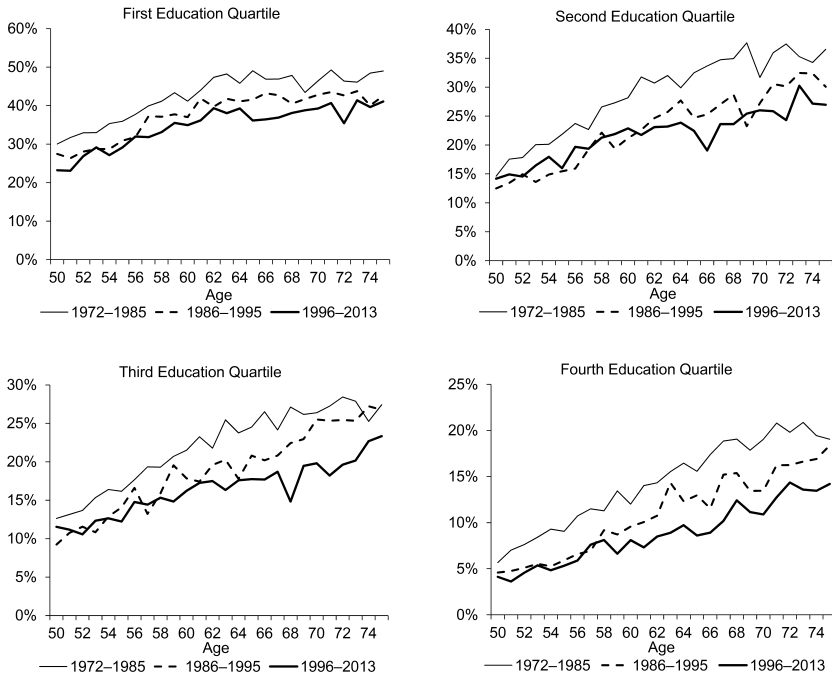 First Education Quartile
60%
50%
40%
30%
20%
10%
0%
50 52 54 56 58 60 62 64 66 68 70 72 74
Age
1972–1985 1986–1995 1996–2013
Second Education Quartile
40%
35%
30%
25%
20%
15%
10%
5%
0%
50 52 54 56 58 60 62 64 66 68 70 72 74
Age
1972–1985 1986–1995 1996–2013
Third Education Quartile
30%
25%
20%
15%
10%
5%
0%
50 52 54 56 58 60 62 64 66 68 70 72 74
Age
1972–1985 1986–1995 1996–2013
Fourth Education Quartile
25%
20%
15%
10%
5%
0%
50 52 54 56 58 60 62 64 66 68 70 72 74
Age
1972–1985 1986–1995 1996–2013